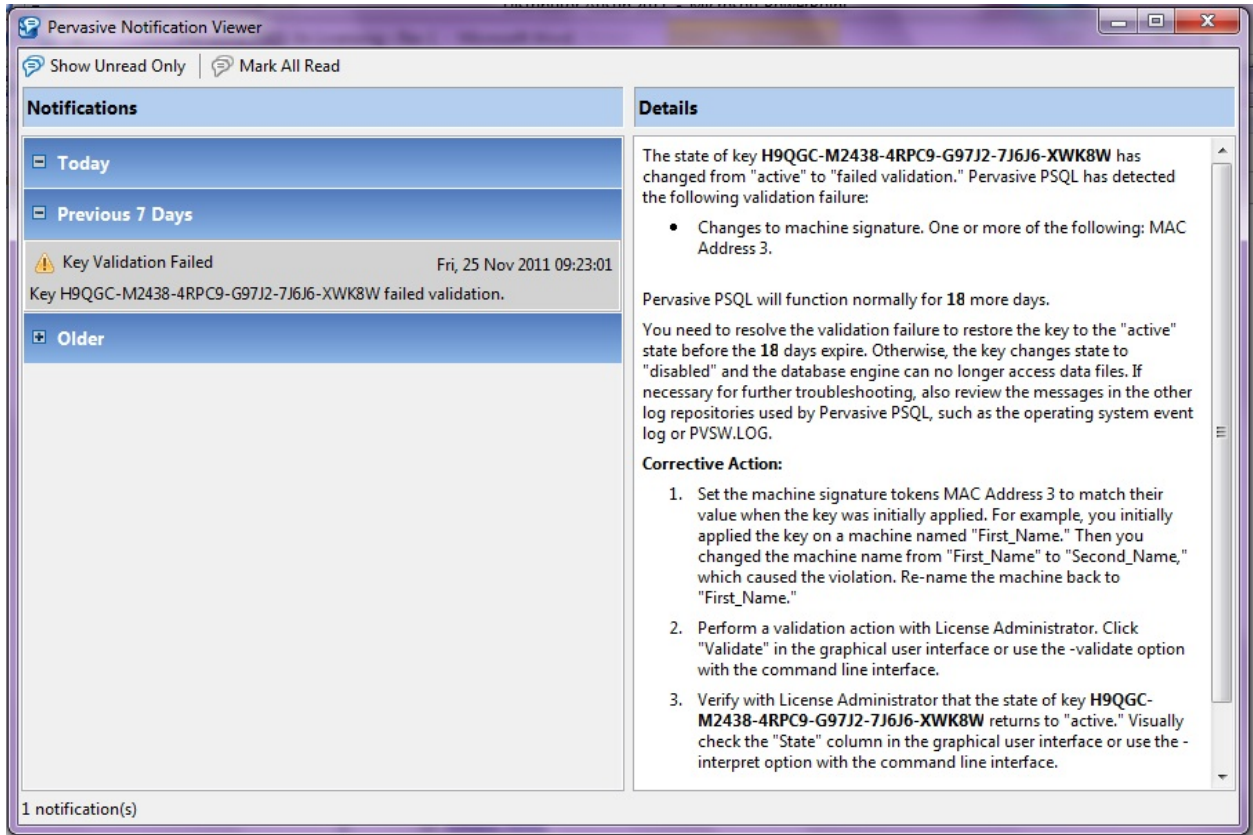 Pervasive Notification Viewer
Show Unread Only
Mark All Read
Notifications
Today
Previous 7 Days
Key Validation Failed
Fri, 25 Nov 2011 09:23:01
Key H9QGC-M2438-4RPC9-G97J2-7J6J6-XWK8W failed validation.
Older
1 notification(s)
Details
The state of key H9QGC-M2438-4RPC9-G97J2-7J6J6-XWK8W has
changed from "active" to "failed validation." Pervasive PSQL has detected
the following validation failure:
• Changes to machine signature. One or more of the following: MAC
Address 3.
Pervasive PSQL will function normally for 18 more days.
You need to resolve the validation failure to restore the key to the "active"
state before the 18 days expire. Otherwise, the key changes state to
"disabled" and the database engine can no longer access data files. If
necessary for further troubleshooting, also review the messages in the other
log repositories used by Pervasive PSQL, such as the operating system event
log or PVSW.LOG.
Corrective Action:
1. Set the machine signature tokens MAC Address 3 to match their
value when the key was initially applied. For example, you initially
applied the key on a machine named "First_Name." Then you
changed the machine name from "First_Name" to "Second_Name,"
which caused the violation. Re-name the machine back to
"First_Name."
2. Perform a validation action with License Administrator. Click
"Validate" in the graphical user interface or use the -validate option
with the command line interface.
3. Verify with License Administrator that the state of key H9QGC-
M2438-4RPC9-G97J2-7J6J6-XWK8W returns to "active." Visually
check the "State" column in the graphical user interface or use the -
interpret option with the command line interface.